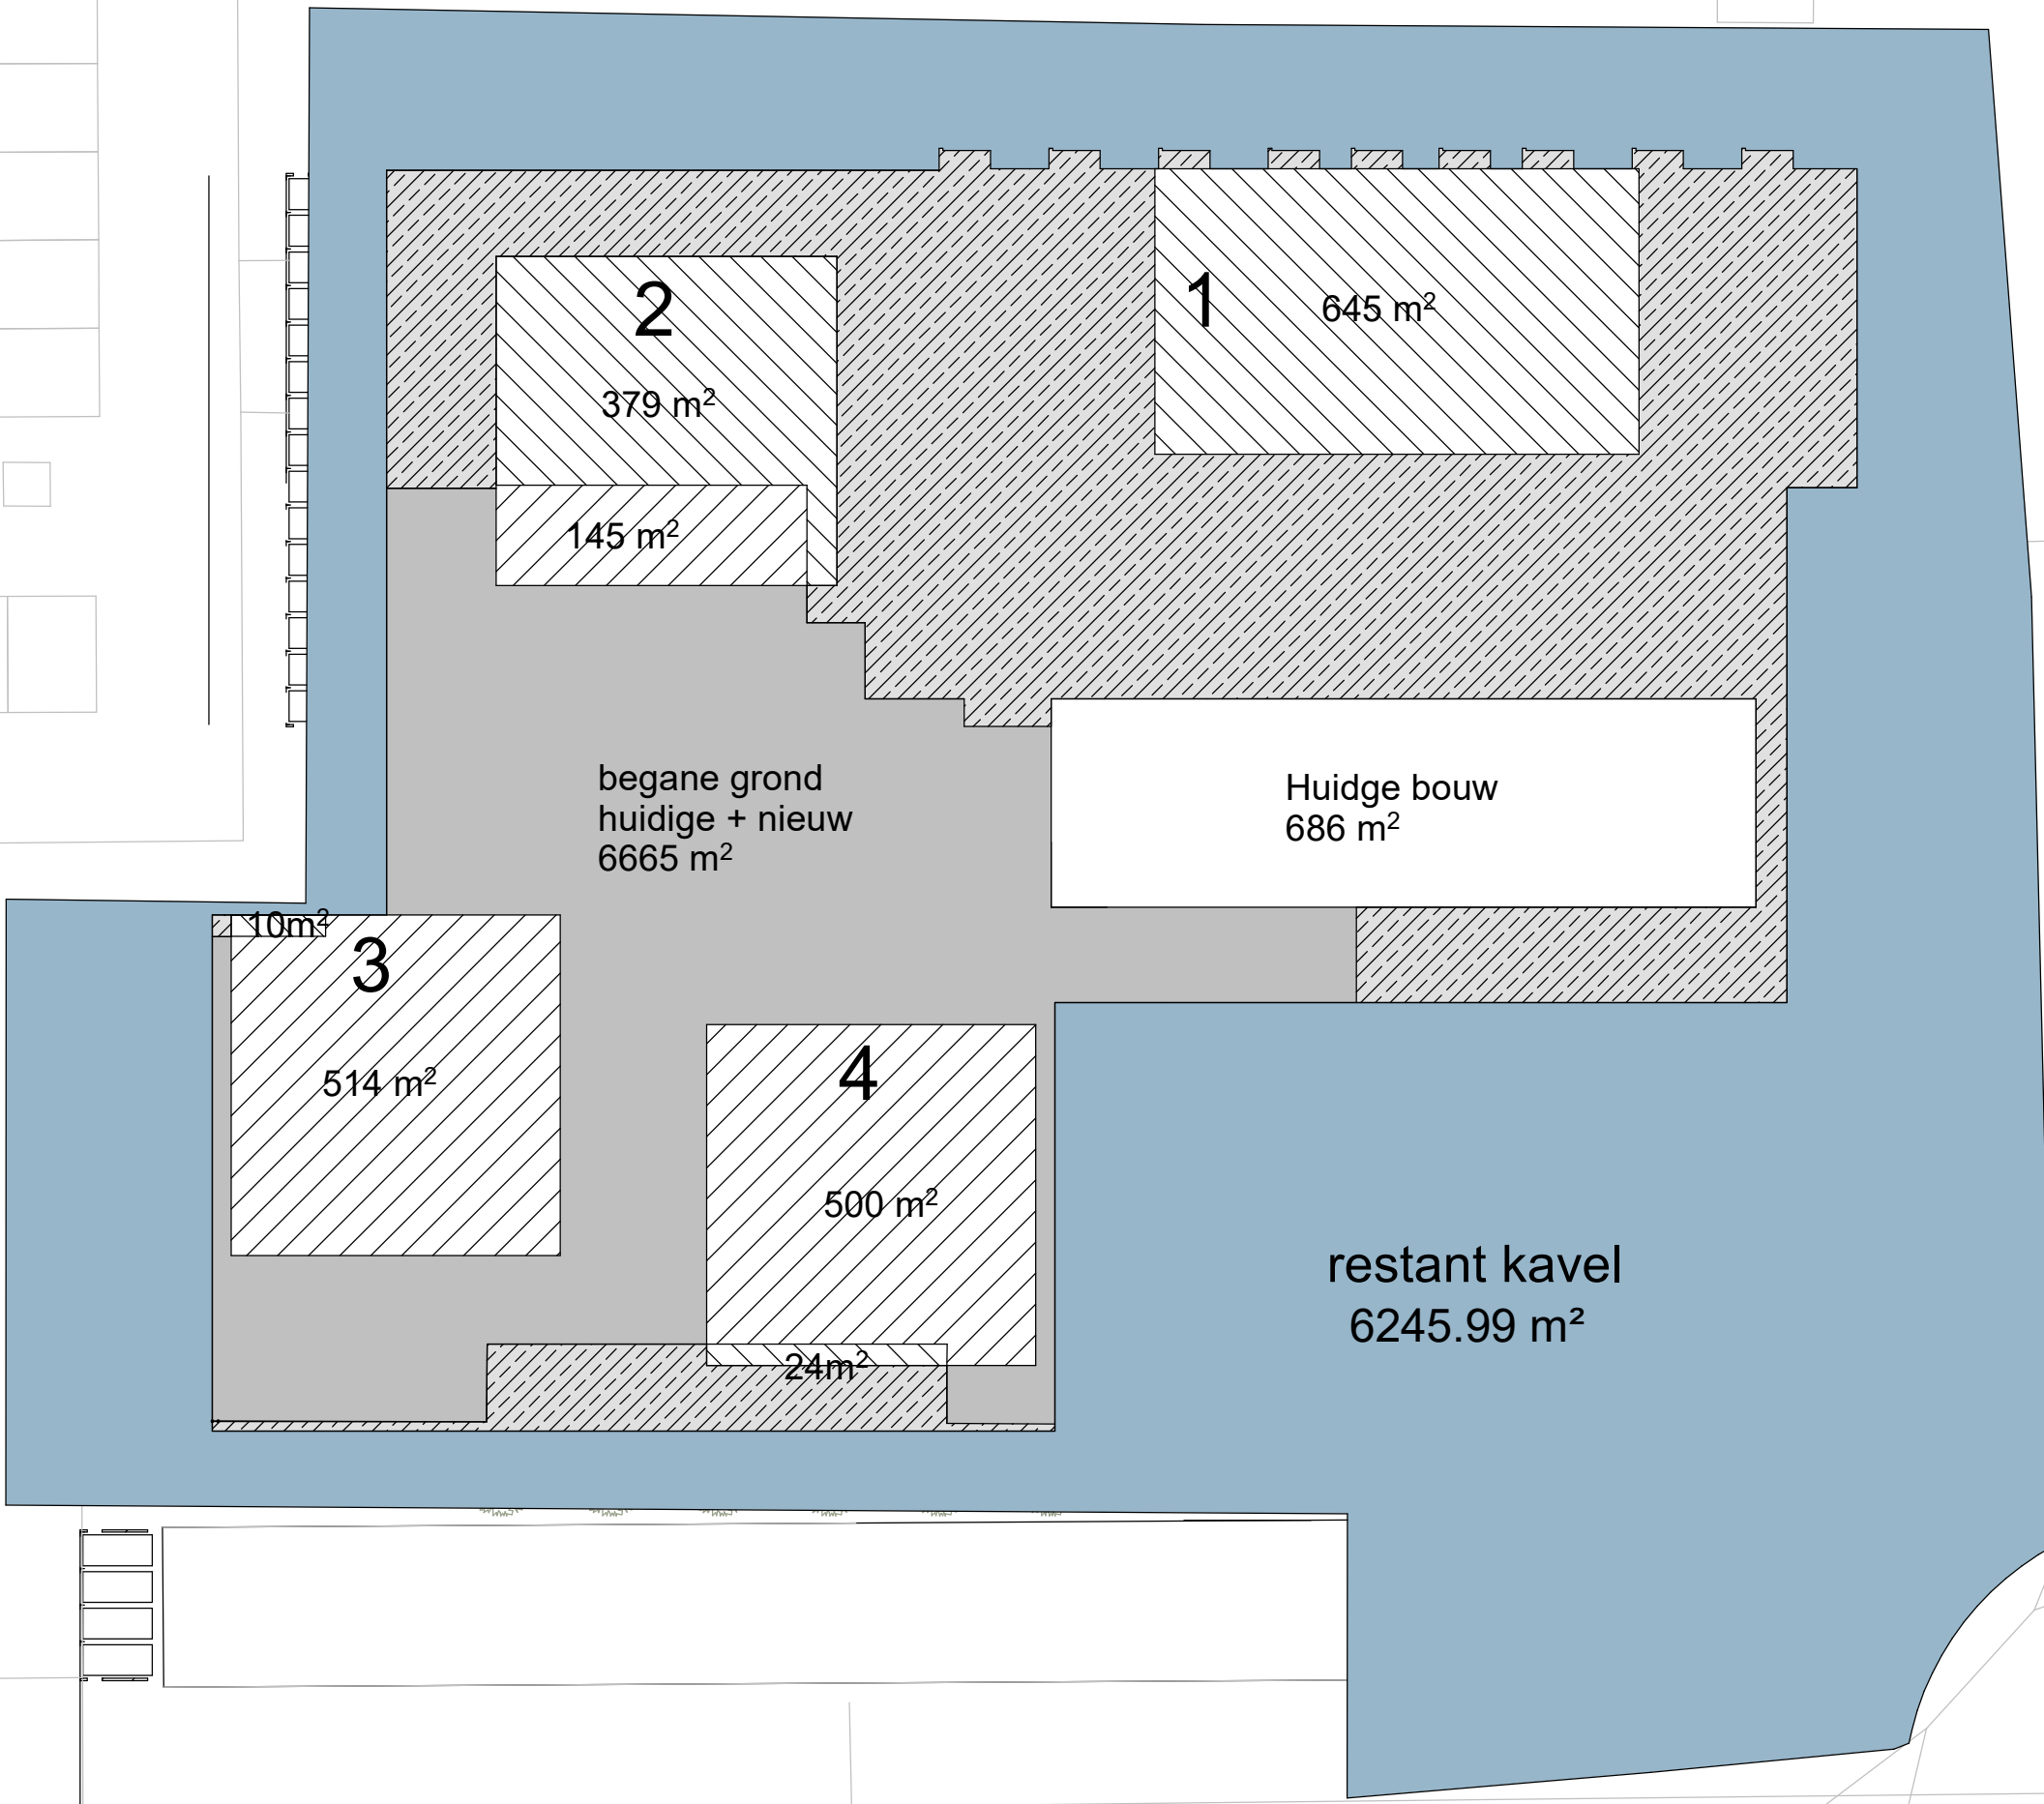 2
1
645 m²
379 m²
145 m²
begane grond
huidige + nieuw
6665 m²
Huidge bouw
686 m²
10m²
3
514 m²
4
500 m²
24m²
restant kavel
6245.99 m²